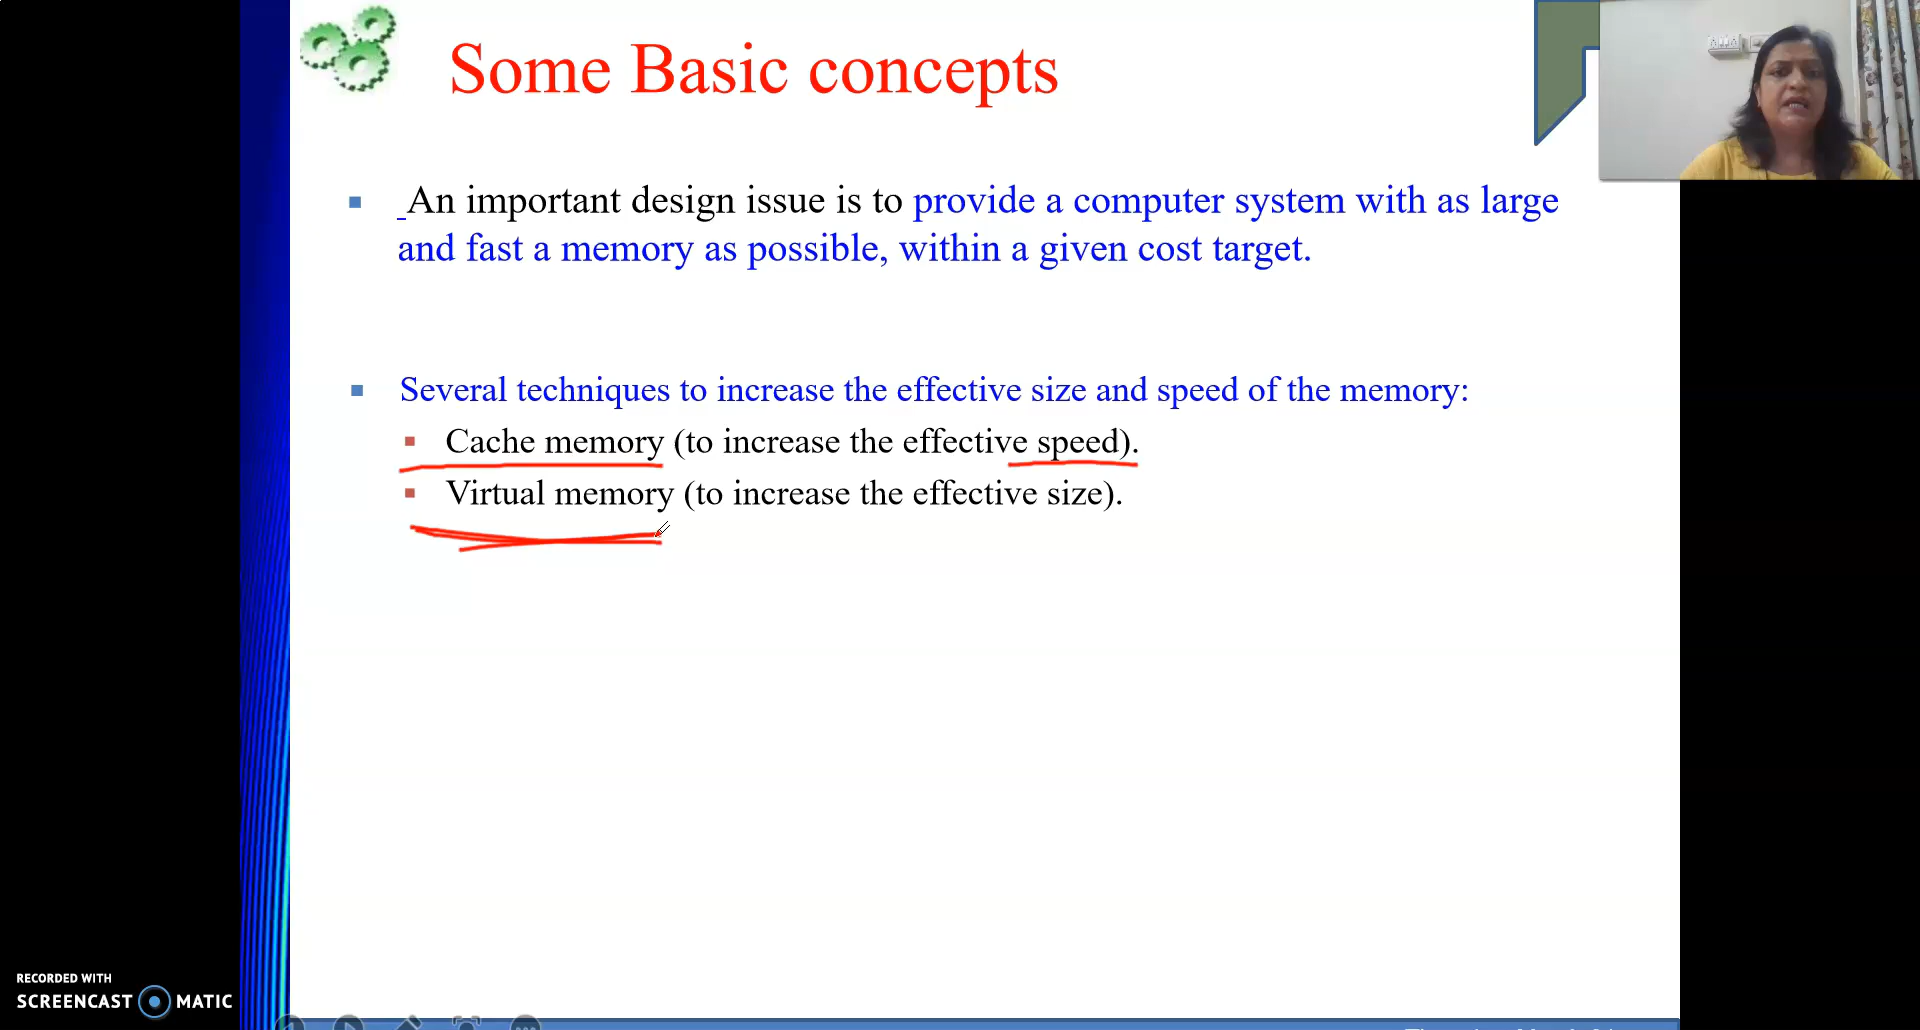 Some Basic concepts
An important design issue is to provide a computer system with as large
and fast a memory as possible, within a given cost target.
Several techniques to increase the effective size and speed of the memory:
Cache memory (to increase the effective speed).
Virtual memory (to increase the effective size).
RECORDED WITH
SCREENCAST MATIC